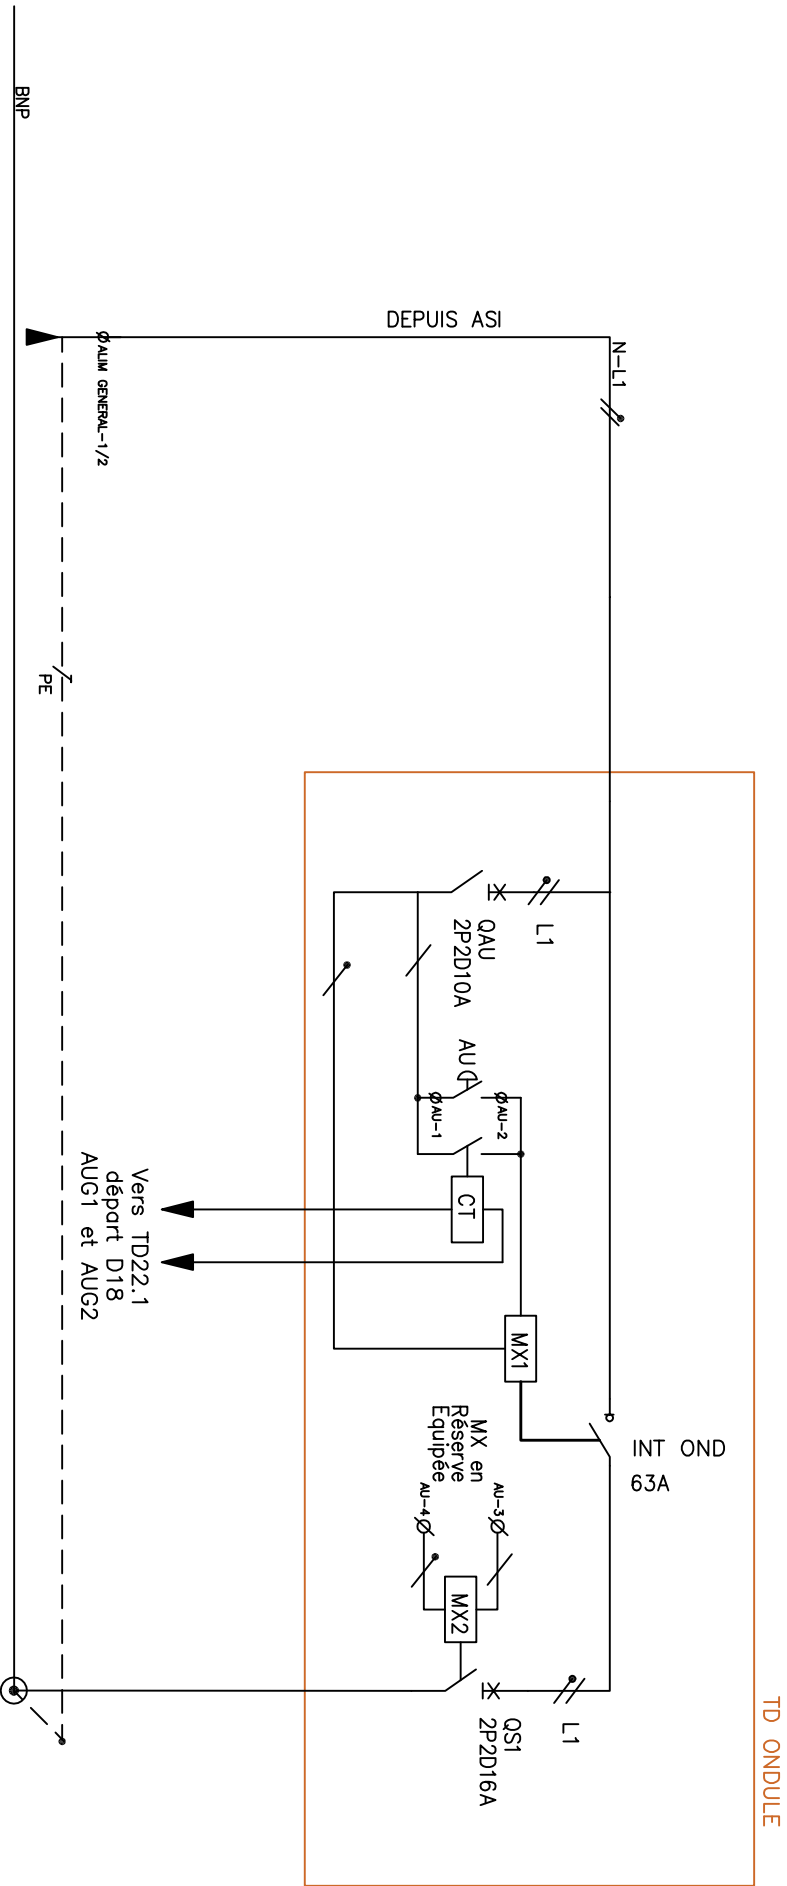 TD ONDULE
INT OND
63A
N-L1
DEPUIS ASI
ØALIM GENERAL-1/2
BNP
PE
L1
QAU
2P2D10A
AU
ØAU-2
ØAU-1
CT
MX1
Vers TD22.1
départ D18
AUG1 et AUG2
MX en
Réserve
Equipée
AU-3
AU-4
MX2
L1
QS1
2P2D16A